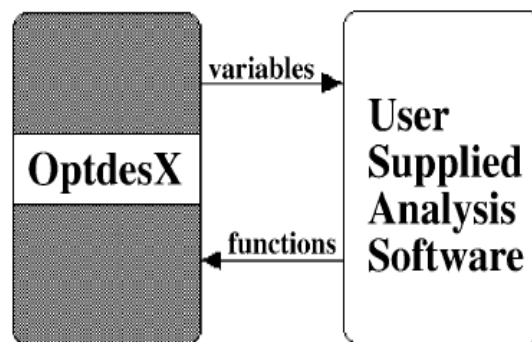 variables
OptdesX
functions
User
Supplied
Analysis
Software